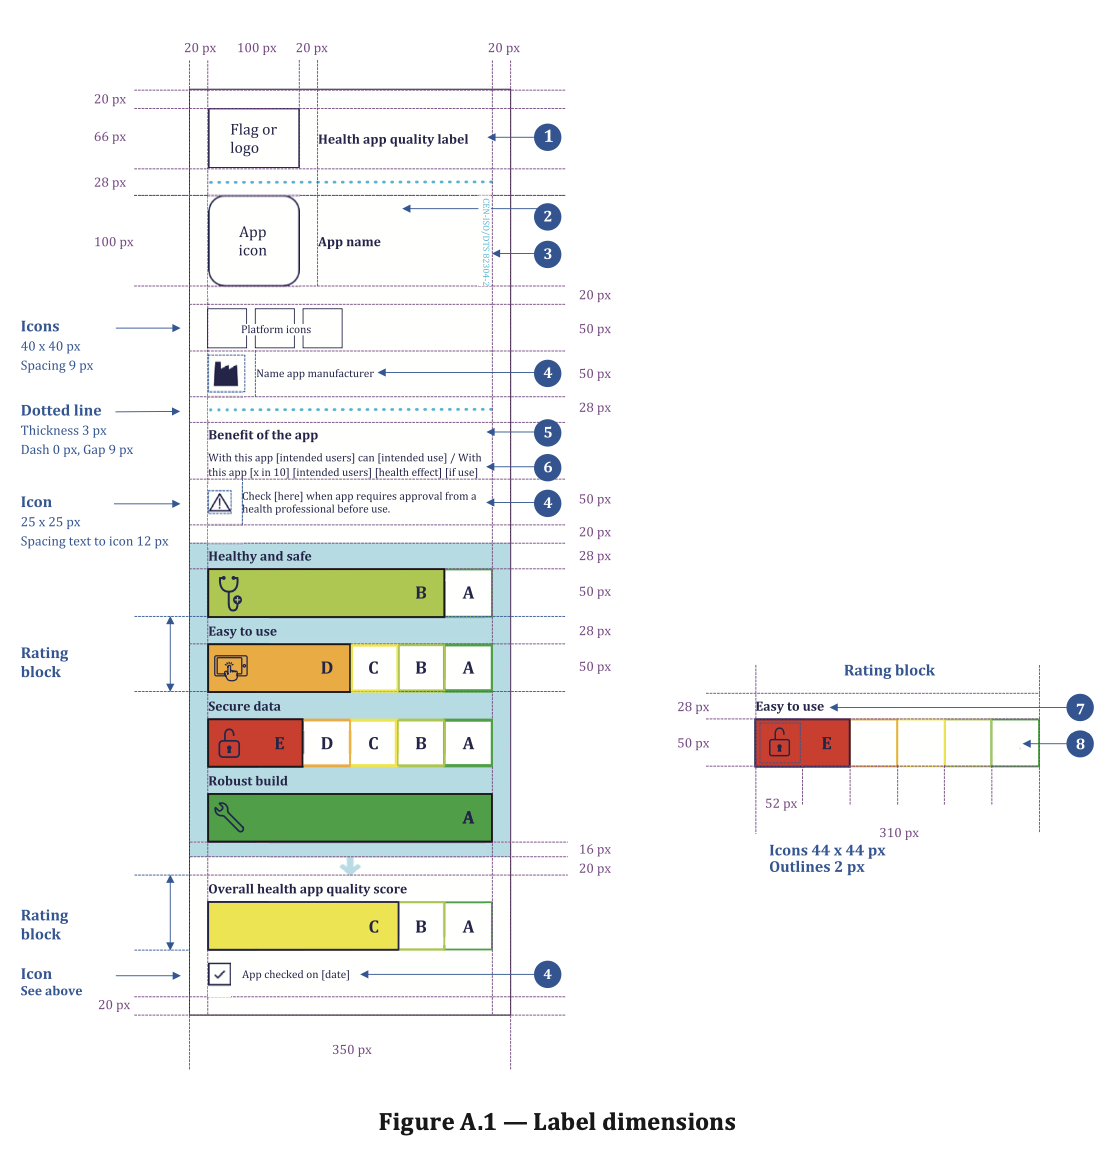 20 px 100 px 20 px 20 px
20 px
66 px
Flag or
logo
Health app quality label
1
28 px
100 px
App
icon
App name
CEN-ISO/DTS 82304-2
2
3
20 px
Icons
40 x 40 px
Spacing 9 px
Platform icons
50 px
Name app manufacturer
4
50 px
Dotted line
Thickness 3 px
Dash 0 px, Gap 9 px
28 px
Benefit of the app
5
With this app [intended users] can [intended use] / With
this app [x in 10] [intended users] [health effect] [if use]
6
Icon
25 x 25 px
Spacing text to icon 12 px
Check [here] when app requires approval from a
health professional before use.
4
50 px
20 px
Healthy and safe
28 px
B A
50 px
Rating
block
Easy to use
28 px
D C B A
50 px
Secure data
E D C B A
Robust build
A
16 px
20 px
Rating
block
Overall health app quality score
C B A
Icon
See above
App checked on [date]
4
20 px
350 px
Rating block
28 px
Easy to use
7
50 px
E
8
52 px
310 px
Icons 44 x 44 px
Outlines 2 px
Figure A.1 — Label dimensions